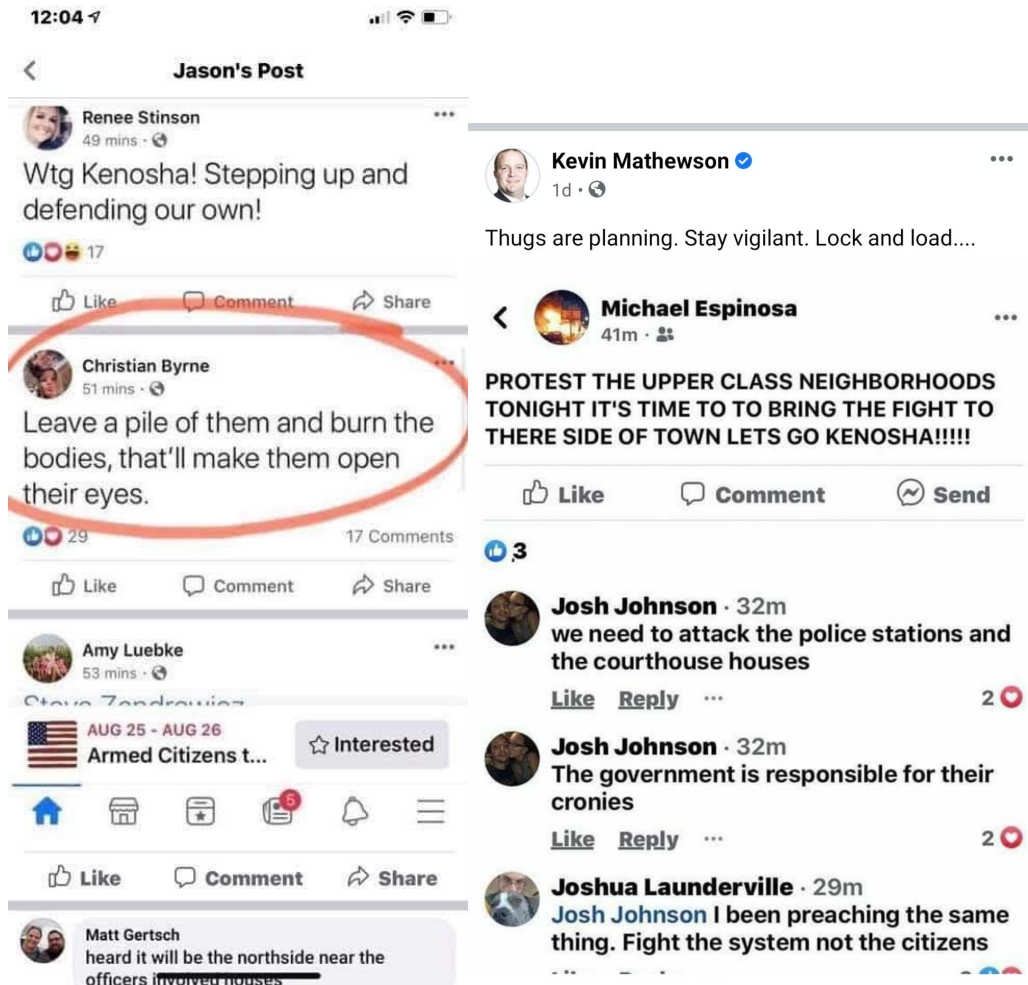 12:04
Jason's Post
Renee Stinson
49 mins ·
Wtg Kenosha! Stepping up and
defending our own!
17
Like Comment Share
Christian Byrne
51 mins ·
Leave a pile of them and burn the
bodies, that'll make them open
their eyes.
29 17 Comments
Like Comment Share
Amy Luebke
53 mins ·
AUG 25 - AUG 26
Armed Citizens t...
Interested
5
Like Comment Share
Matt Gertsch
heard it will be the northside near the
officers involved houses
Kevin Mathewson
1d ·
Thugs are planning. Stay vigilant. Lock and load....
Michael Espinosa
41m ·
PROTEST THE UPPER CLASS NEIGHBORHOODS
TONIGHT IT'S TIME TO TO BRING THE FIGHT TO
THERE SIDE OF TOWN LETS GO KENOSHA!!!!!
Like Comment Send
3
Josh Johnson · 32m
we need to attack the police stations and
the courthouse houses
Like Reply ··· 2
Josh Johnson · 32m
The government is responsible for their
cronies
Like Reply ··· 2
Joshua Launderville · 29m
Josh Johnson I been preaching the same
thing. Fight the system not the citizens